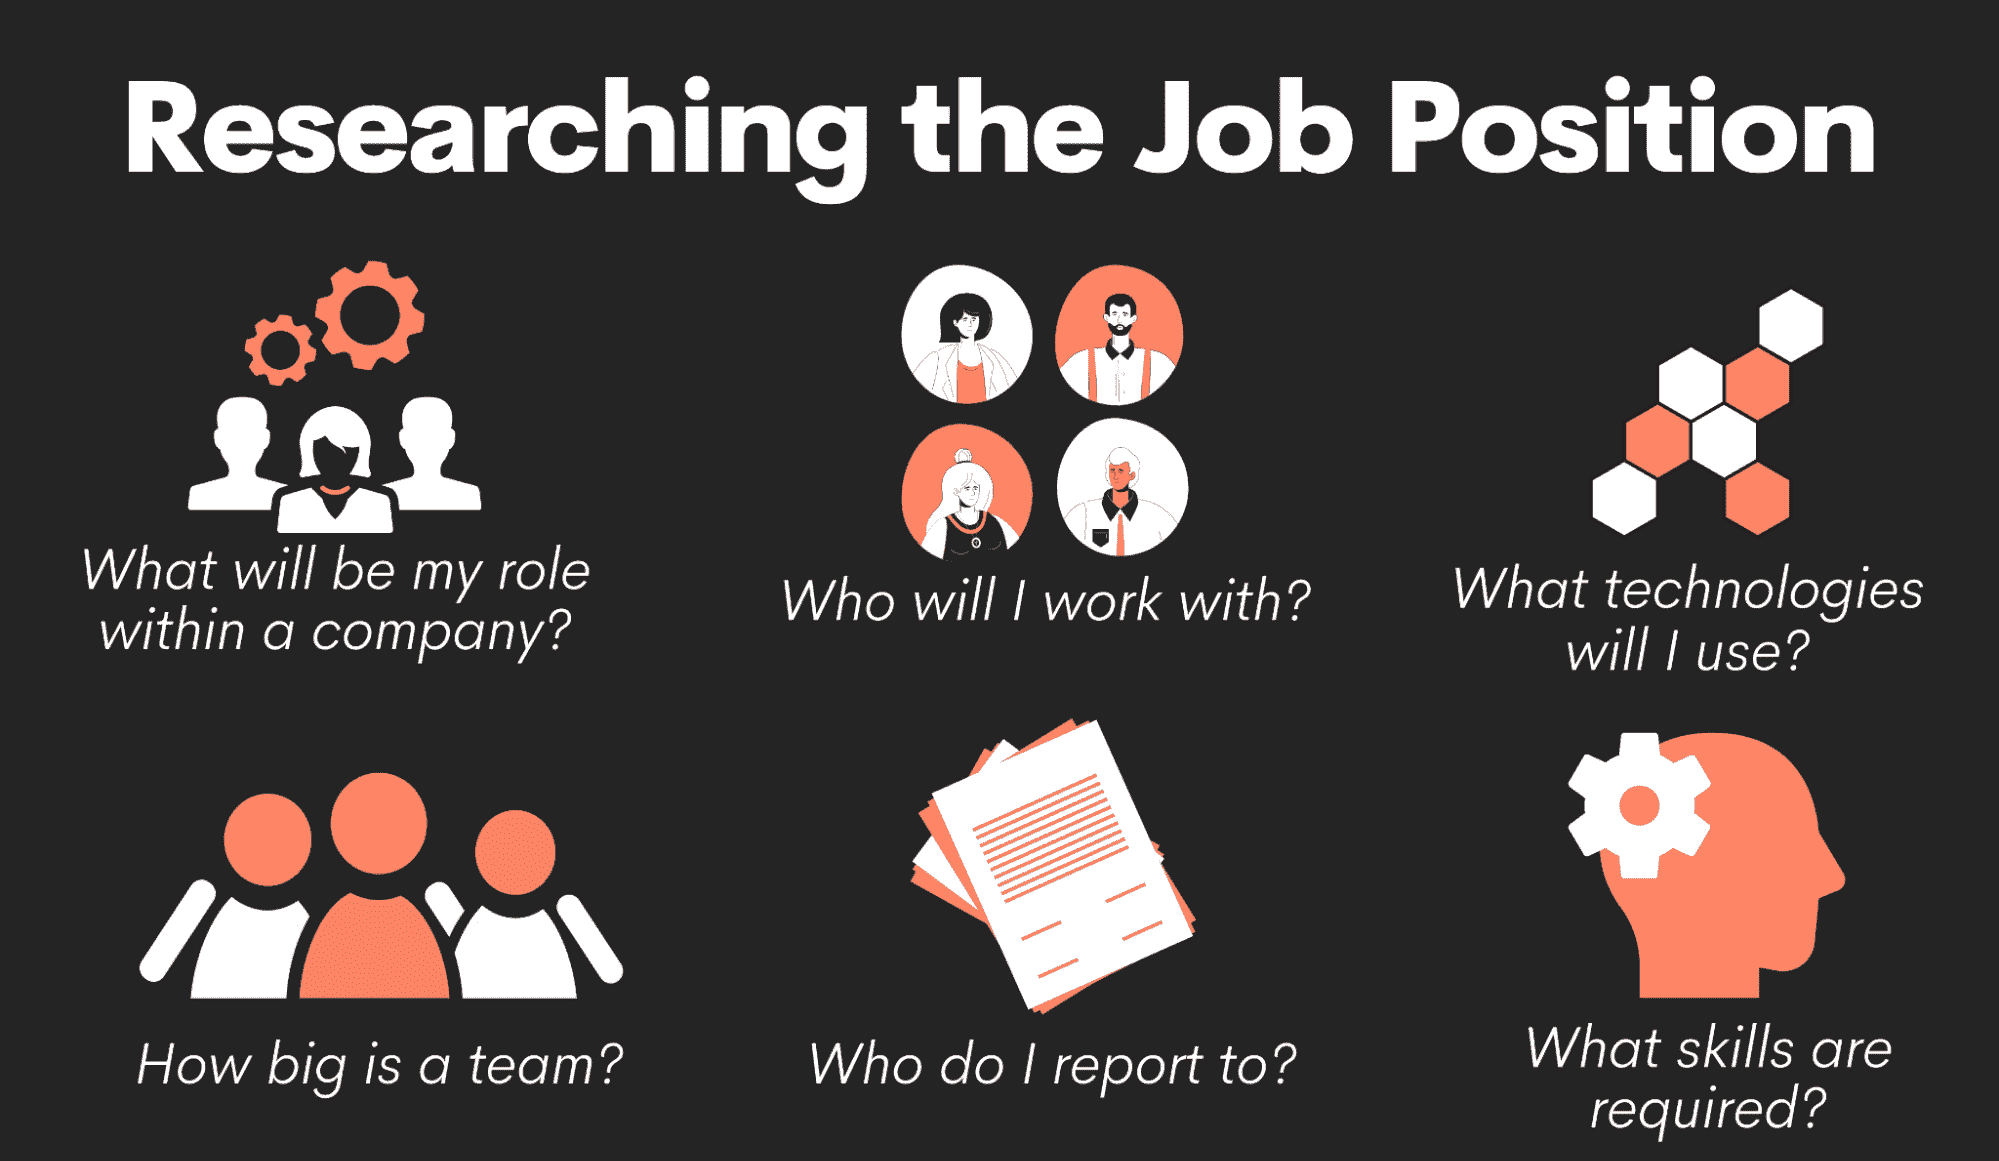 Researching the Job Position
What will be my role
within a company?
Who will I work with?
What technologies
will I use?
How big is a team?
Who do I report to?
What skills are
required?